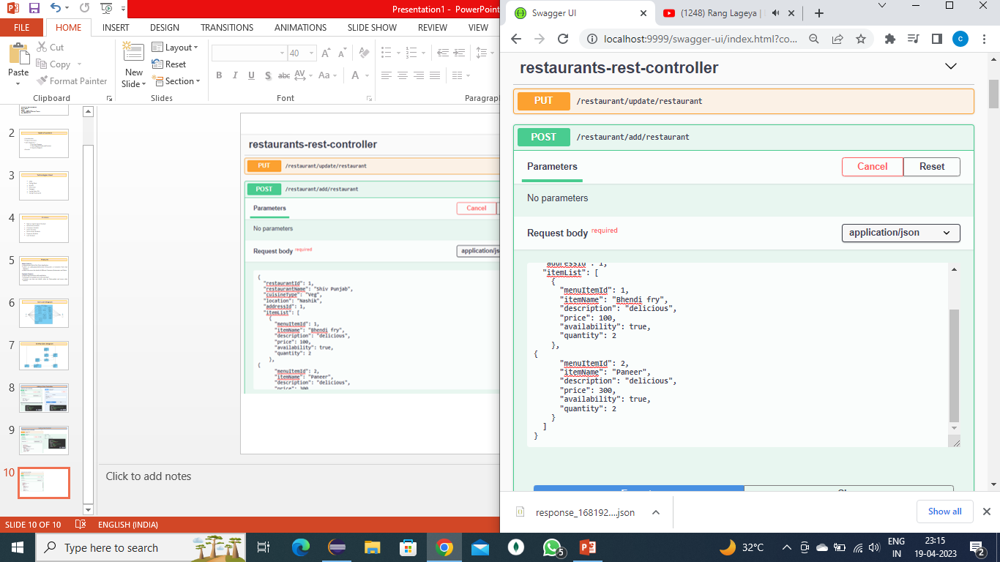 Presentation1 - PowerPoint
FILE
HOME
INSERT
DESIGN
TRANSITIONS
ANIMATIONS
SLIDE SHOW
REVIEW
VIEW
Paste
Cut
Copy
Format Painter
Clipboard
New
Slide
Layout
Reset
Section
Slides
40
B I U S abc AV Aa A
Font
Paragrap
2
3
4
5
6
7
8
9
10
restaurants-rest-controller
PUT /restaurant/update/restaurant
POST /restaurant/add/restaurant
Parameters
Cancel
No parameters
Request body required
application/js
{
"restaurantId": 1,
"restaurantName": "Shiv Punjab",
"cuisineType": "Veg",
"location": "Nashik",
"addressId": 1,
"itemList": [
{
"menuItemId": 1,
"itemName": "Bhendi fry",
"description": "delicious",
"price": 100,
"availability": true,
"quantity": 2
},
{
"menuItemId": 2,
"itemName": "Paneer",
"description": "delicious",
"price": 300
Click to add notes
SLIDE 10 OF 10
ENGLISH (INDIA)
Swagger UI
(1248) Rang Lageya |
localhost:9999/swagger-ui/index.html?co...
c
restaurants-rest-controller
PUT /restaurant/update/restaurant
POST /restaurant/add/restaurant
Parameters
Cancel
Reset
No parameters
Request body required
application/json
"addressId": 1,
"itemList": [
{
"menuItemId": 1,
"itemName": "Bhendi fry",
"description": "delicious",
"price": 100,
"availability": true,
"quantity": 2
},
{
"menuItemId": 2,
"itemName": "Paneer",
"description": "delicious",
"price": 300,
"availability": true,
"quantity": 2
}
]
}
response_168192....json
Show all
Type here to search
5
32°C
ENG
IN
23:15
19-04-2023
2